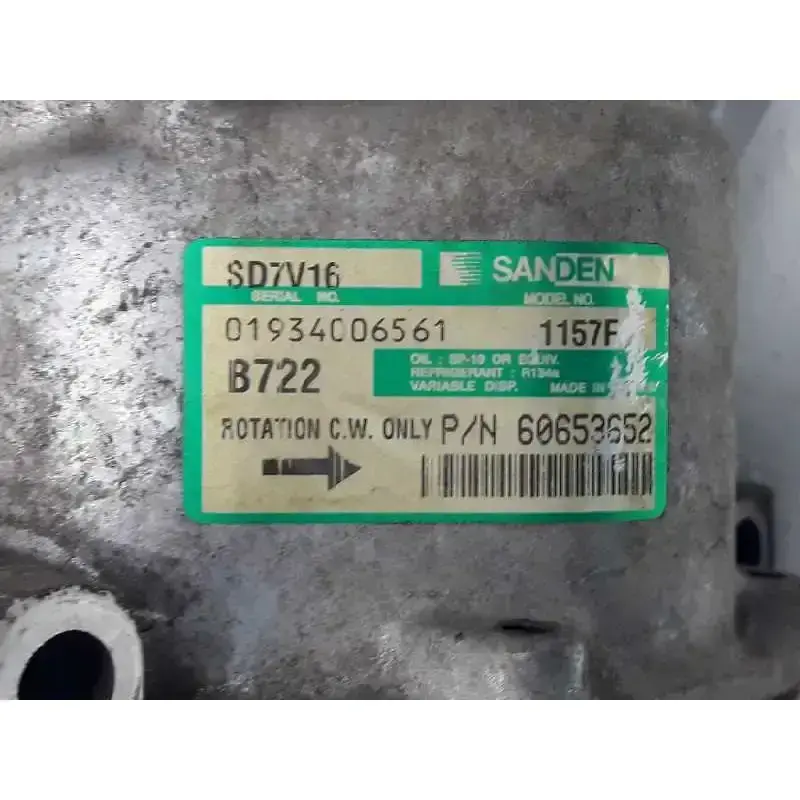 SD7V16 SANDEN
SERIAL NO. MODEL NO.
01934006561 1157F
B722 OIL : SP-10 OR EQUIV.
REFRIGERANT : R134a
VARIABLE DISP. MADE IN
ROTATION C.W. ONLY P/N 60653652